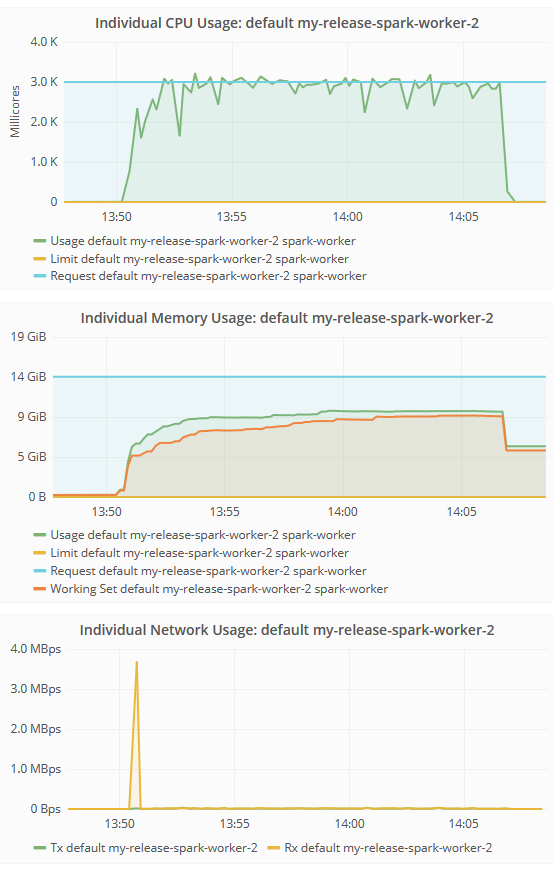 Individual CPU Usage: default my-release-spark-worker-2
4.0 K
3.0 K
Millicores
2.0 K
1.0 K
0
13:50 13:55 14:00 14:05
Usage default my-release-spark-worker-2 spark-worker
Limit default my-release-spark-worker-2 spark-worker
Request default my-release-spark-worker-2 spark-worker
Individual Memory Usage: default my-release-spark-worker-2
19 GiB
14 GiB
9 GiB
5 GiB
0 B
13:50 13:55 14:00 14:05
Usage default my-release-spark-worker-2 spark-worker
Limit default my-release-spark-worker-2 spark-worker
Request default my-release-spark-worker-2 spark-worker
Working Set default my-release-spark-worker-2 spark-worker
Individual Network Usage: default my-release-spark-worker-2
4.0 MBps
3.0 MBps
2.0 MBps
1.0 MBps
0 Bps
13:50 13:55 14:00 14:05
Tx default my-release-spark-worker-2 Rx default my-release-spark-worker-2